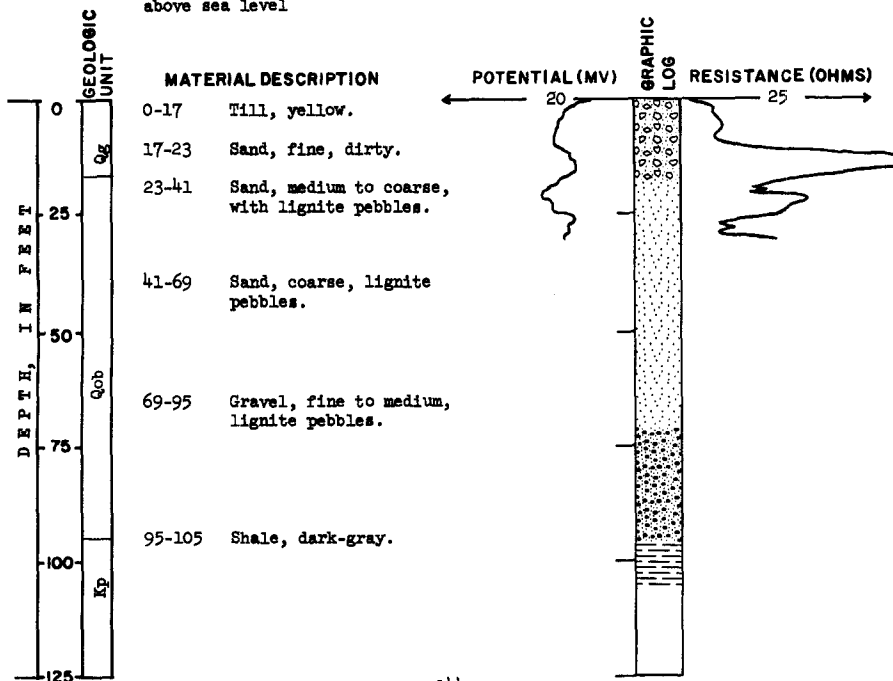 above sea level
GEOLOGIC UNIT
MATERIAL DESCRIPTION
POTENTIAL (MV)
GRAPHIC LOG
RESISTANCE (OHMS)
20
25
DEPTH, IN FEET
0
25
50
75
100
125
Qg
Qob
Kp
0-17 Till, yellow.
17-23 Sand, fine, dirty.
23-41 Sand, medium to coarse,
with lignite pebbles.
41-69 Sand, coarse, lignite
pebbles.
69-95 Gravel, fine to medium,
lignite pebbles.
95-105 Shale, dark-gray.